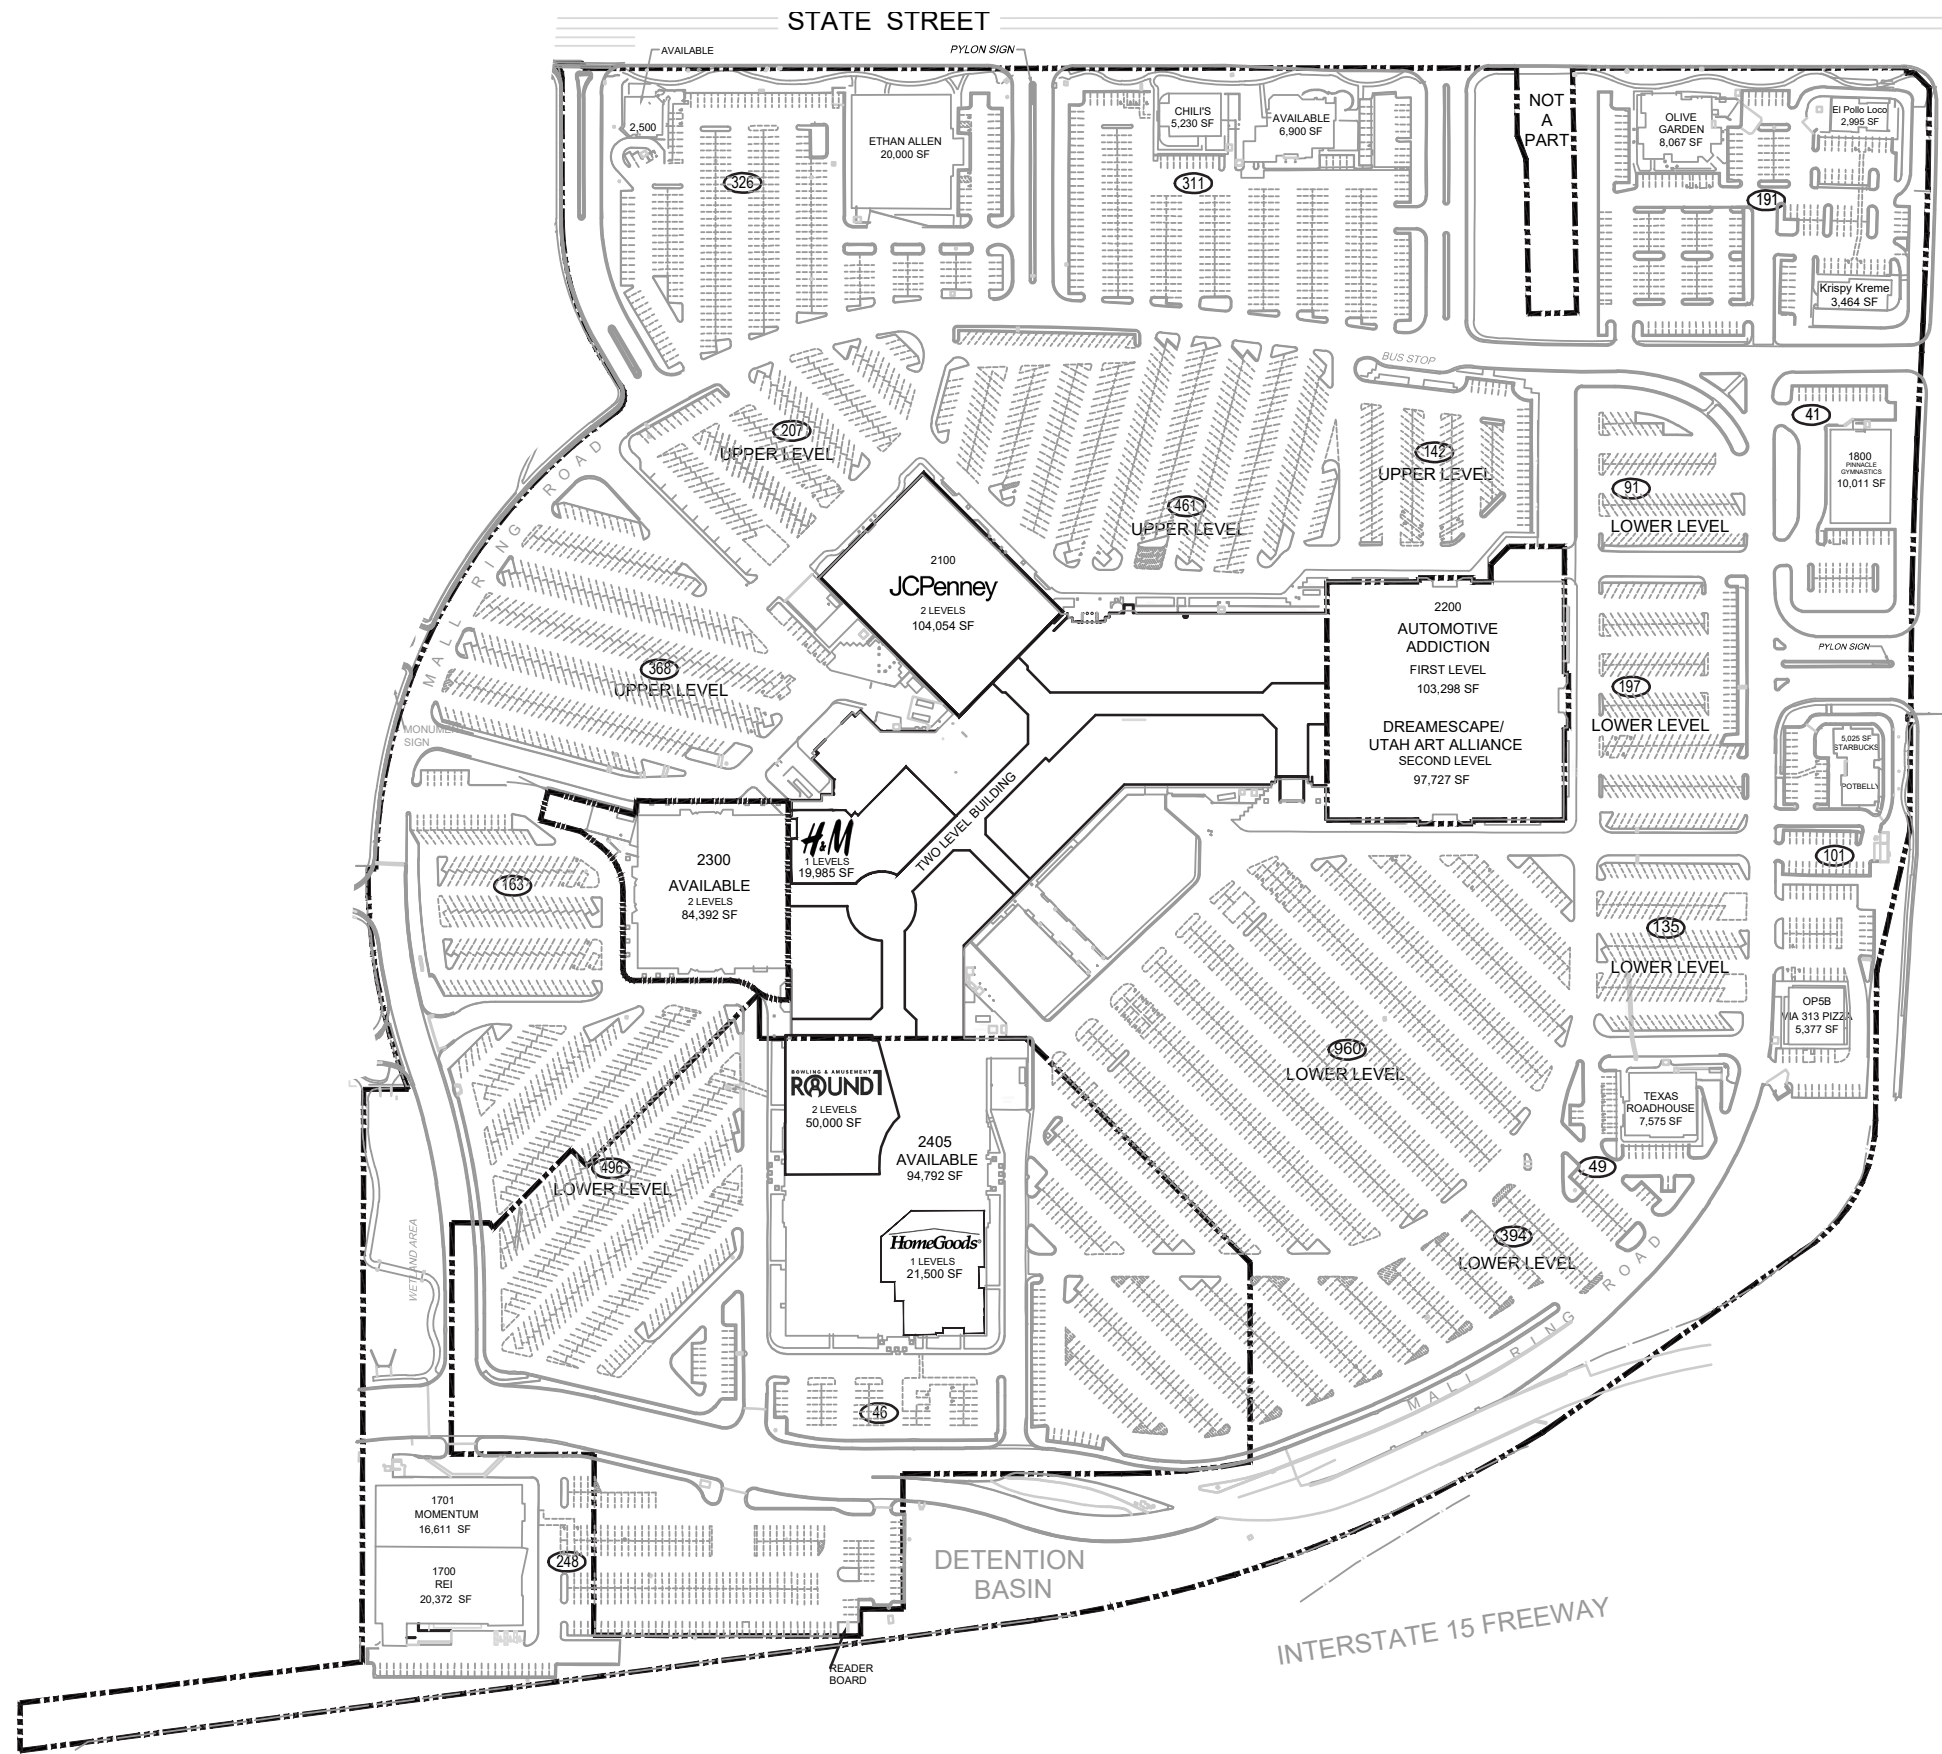 STATE STREET
AVAILABLE
2,500
PYLON SIGN
ETHAN ALLEN
20,000 SF
326
CHILI'S
5,230 SF
AVAILABLE
6,900 SF
311
NOT
A
PART
OLIVE
GARDEN
8,067 SF
El Pollo Loco
2,995 SF
191
Krispy Kreme
3,464 SF
BUS STOP
207
UPPER LEVEL
461
UPPER LEVEL
142
UPPER LEVEL
91
LOWER LEVEL
41
1800
PINNACLE
GYMNASTICS
10,011 SF
MALL RING ROAD
368
UPPER LEVEL
2100
JCPenney
2 LEVELS
104,054 SF
2200
AUTOMOTIVE
ADDICTION
FIRST LEVEL
103,298 SF
DREAMESCAPE/
UTAH ART ALLIANCE
SECOND LEVEL
97,727 SF
197
LOWER LEVEL
PYLON SIGN
5,025 SF
STARBUCKS
POTBELLY
MONUMENT
SIGN
TWO LEVEL BUILDING
H&M
1 LEVELS
19,985 SF
2300
AVAILABLE
2 LEVELS
84,392 SF
163
101
135
LOWER LEVEL
OP5B
VIA 313 PIZZA
5,377 SF
960
LOWER LEVEL
TEXAS
ROADHOUSE
7,575 SF
49
BOWLING & AMUSEMENT
ROUND1
2 LEVELS
50,000 SF
2405
AVAILABLE
94,792 SF
496
LOWER LEVEL
HomeGoods
1 LEVELS
21,500 SF
394
LOWER LEVEL
WETLAND AREA
MALL RING ROAD
46
1701
MOMENTUM
16,611 SF
1700
REI
20,372 SF
248
DETENTION
BASIN
READER
BOARD
INTERSTATE 15 FREEWAY